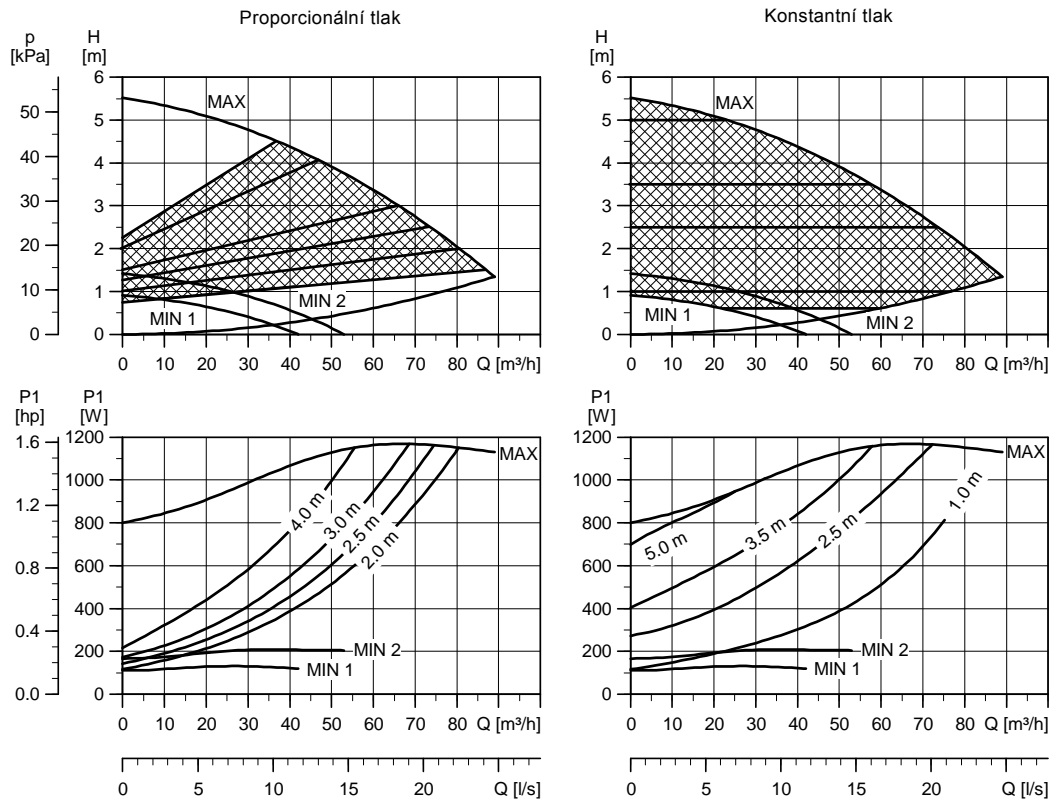 Proporcionální tlak
Konstantní tlak
p
[kPa]
H
[m]
H
[m]
50
40
30
20
10
0
6
5
4
3
2
1
0
MAX
MIN 1
MIN 2
0 10 20 30 40 50 60 70 80 Q [m³/h]
6
5
4
3
2
1
0
MAX
MIN 1
MIN 2
0 10 20 30 40 50 60 70 80 Q [m³/h]
P1
[hp]
P1
[W]
P1
[W]
1.6
1.2
0.8
0.4
0.0
1200
1000
800
600
400
200
0
MAX
4.0 m
3.0 m
2.5 m
2.0 m
MIN 2
MIN 1
0 10 20 30 40 50 60 70 80 Q [m³/h]
1200
1000
800
600
400
200
0
MAX
5.0 m
3.5 m
2.5 m
1.0 m
MIN 2
MIN 1
0 10 20 30 40 50 60 70 80 Q [m³/h]
0 5 10 15 20 Q [l/s]
0 5 10 15 20 Q [l/s]